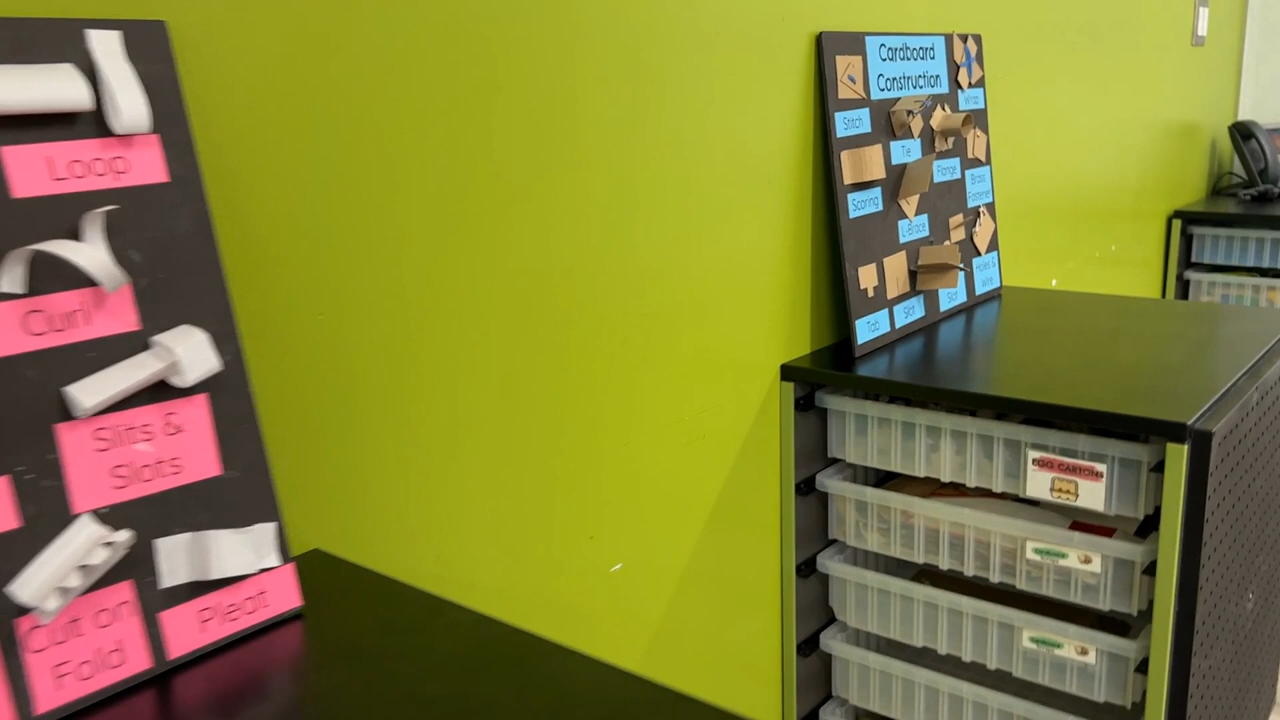 Loop
Curl
Slits &
Slots
Cut on
Fold
Pleat
Cardboard
Construction
Wrap
Stitch
Tie
Flange
Brass
Fastener
Scoring
L-Brace
Holes &
Wire
Slot
Slot
Tab
EGG CARTONS